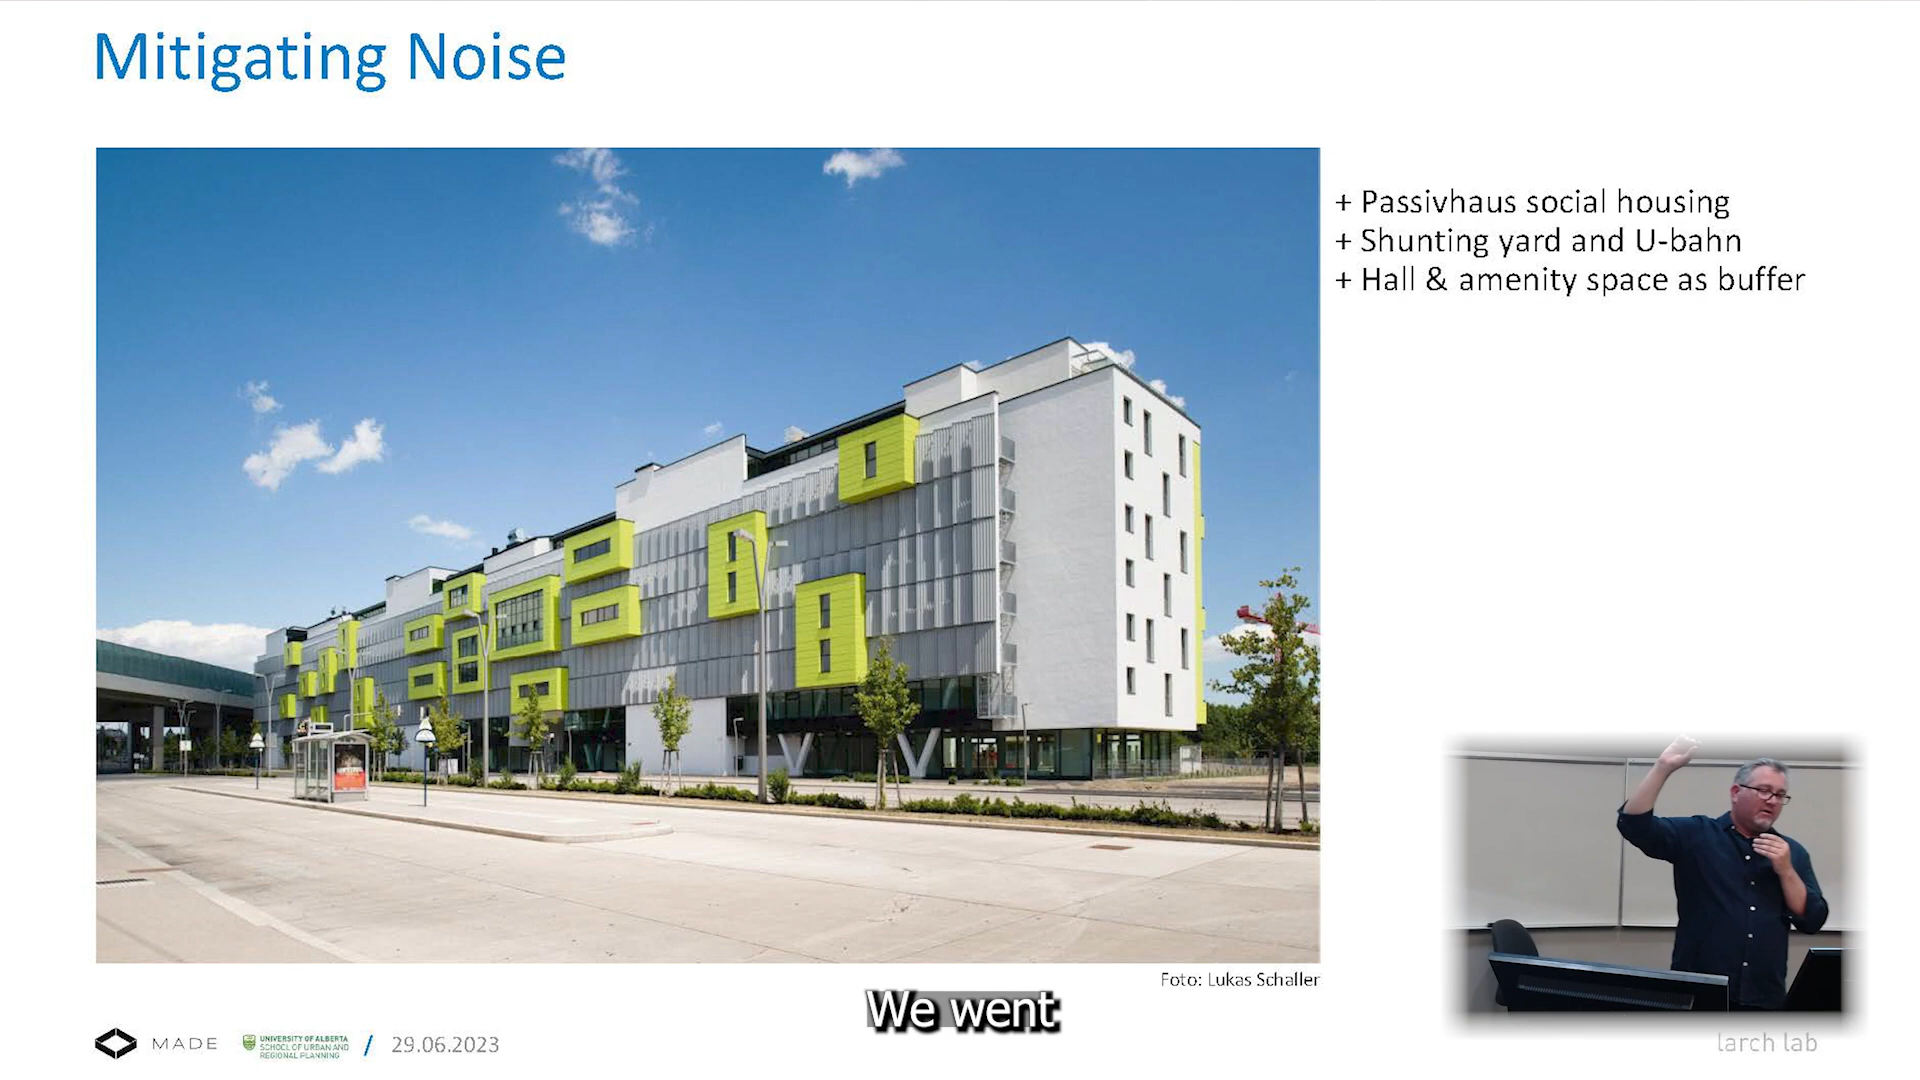 Mitigating Noise
+ Passivhaus social housing
+ Shunting yard and U-bahn
+ Hall & amenity space as buffer
Foto: Lukas Schaller
We went
MADE
UNIVERSITY OF ALBERTA
SCHOOL OF URBAN AND
REGIONAL PLANNING
/ 29.06.2023
larch lab